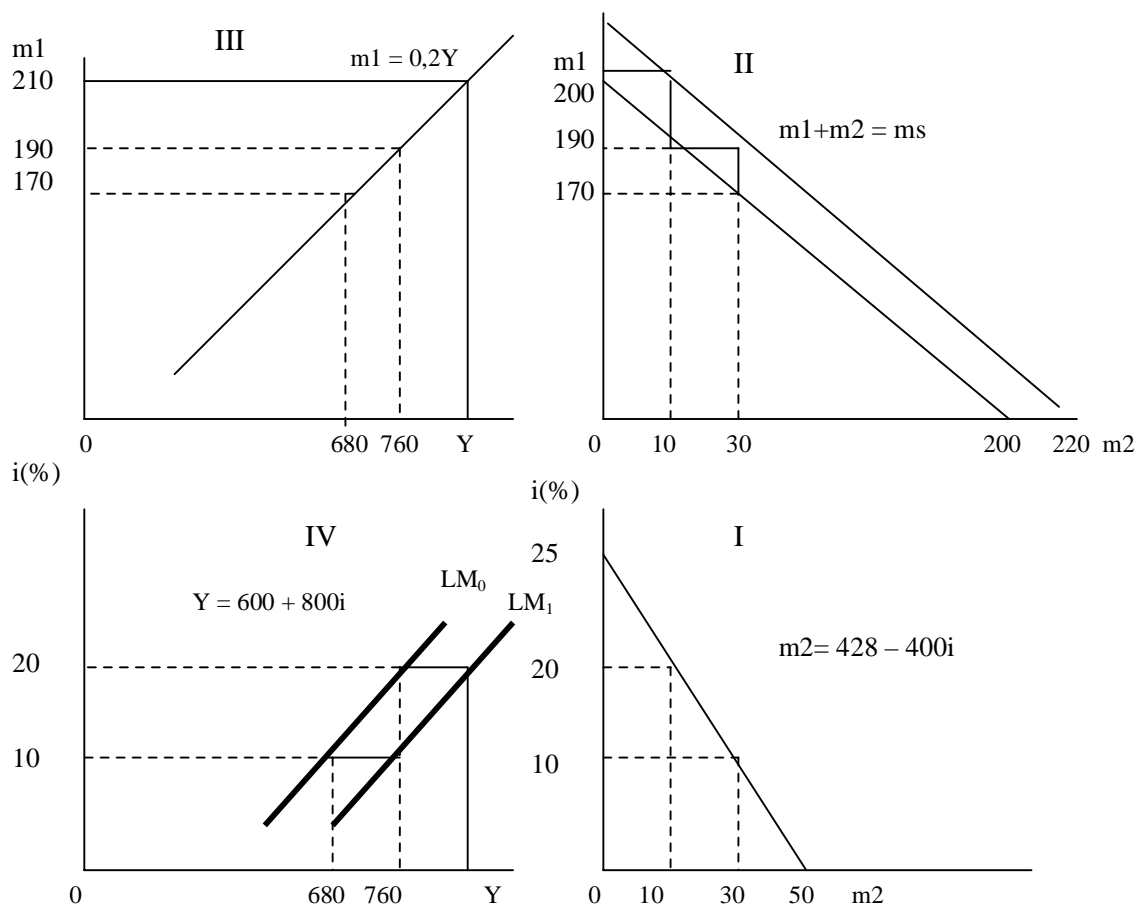 III
m1
m1 = 0,2Y
210
190
170
0
680
760
Y
II
m1
200
190
170
m1+m2 = ms
0
10
30
200
220
m2
i(%)
IV
LM₀
Y = 600 + 800i
LM₁
20
10
0
680
760
Y
i(%)
I
25
m2= 428 – 400i
20
10
0
10
30
50
m2